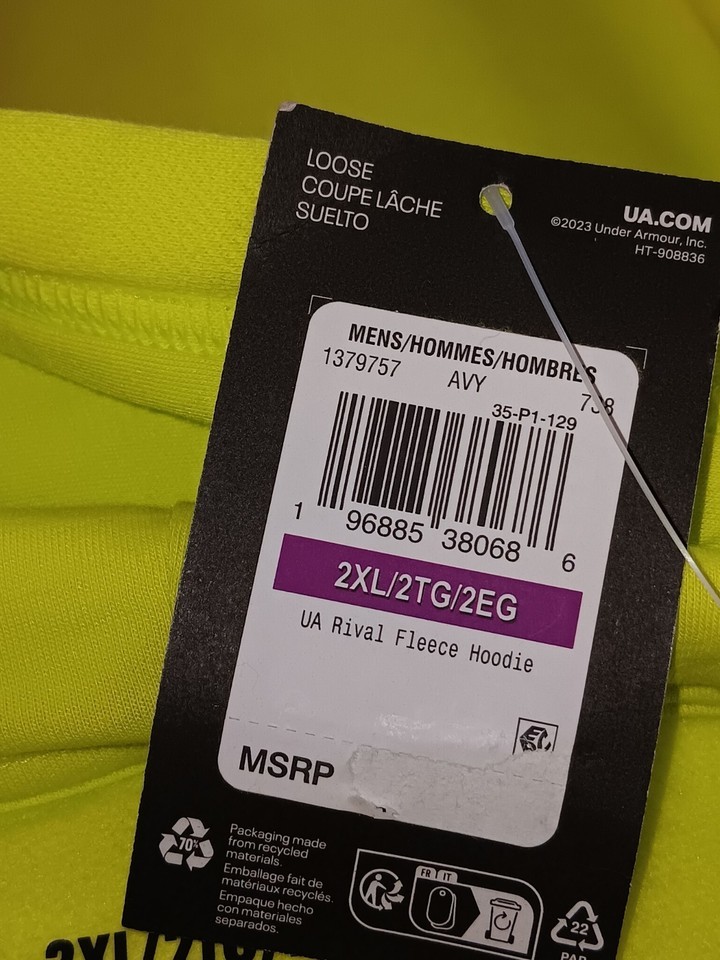 LOOSE
COUPE LÂCHE
SUELTO
UA.COM
©2023 Under Armour, Inc.
HT-908836
MENS/HOMMES/HOMBRES
1379757 AVY
35-P1-129
1 96885 38068 6
2XL/2TG/2EG
UA Rival Fleece Hoodie
MSRP
70%
Packaging made
from recycled
materials.
Emballage fait de
matériaux recyclés.
Empaque hecho
con materiales
separados.
FR IT
22
PAP